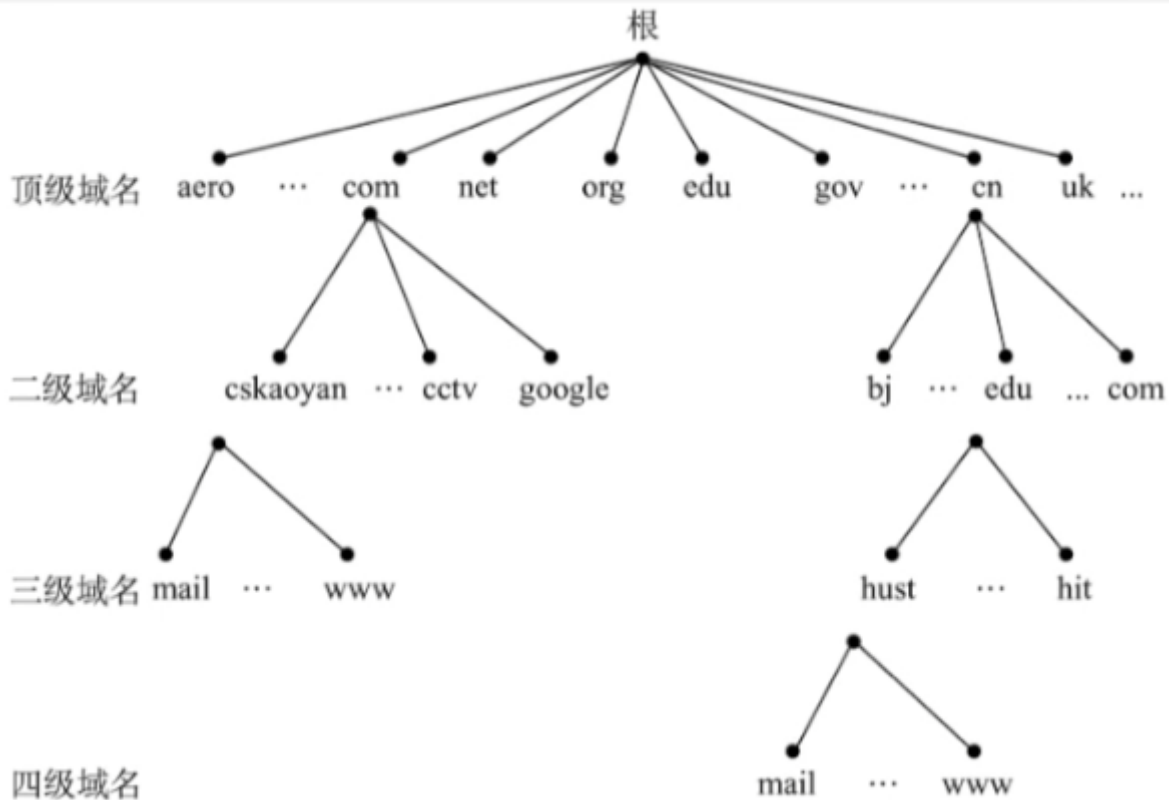 根
顶级域名 aero … com net org edu gov … cn uk ...
二级域名 cskaoyan … cctv google bj … edu ... com
三级域名 mail … www hust … hit
四级域名 mail … www